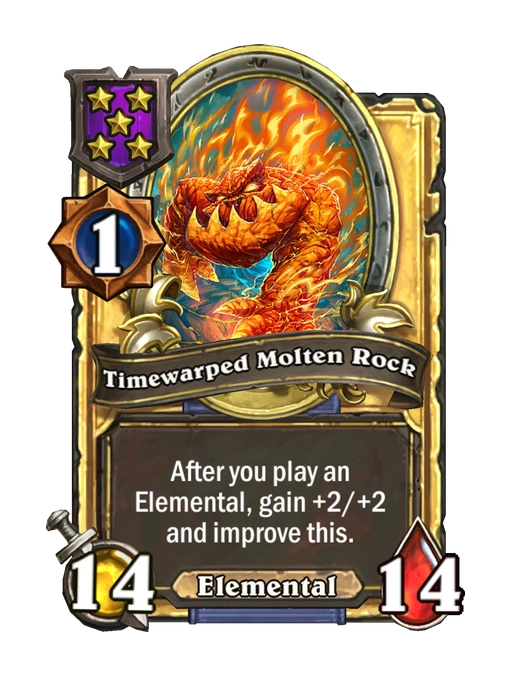 1
Timewarped Molten Rock
After you play an
Elemental, gain +2/+2
and improve this.
14
Elemental
14